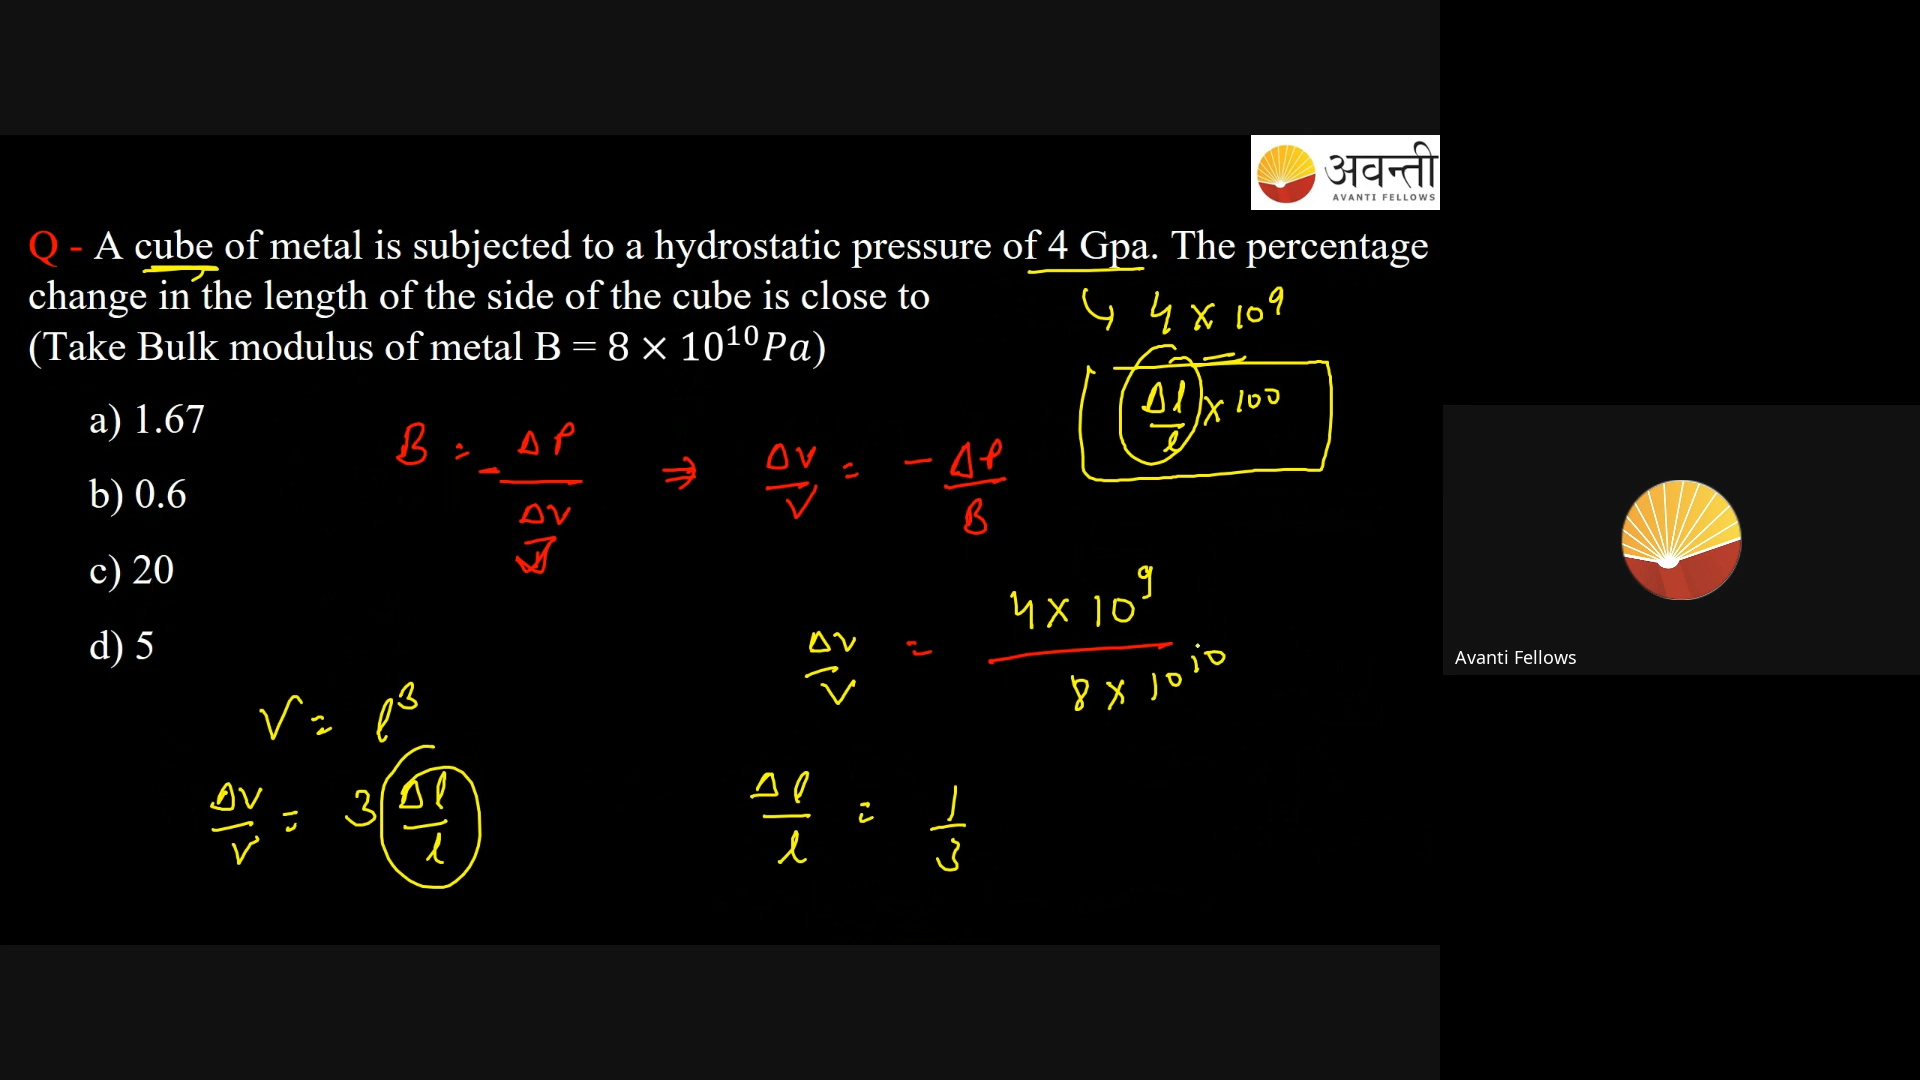 अवन्ती
AVANTI FELLOWS
Q - A cube of metal is subjected to a hydrostatic pressure of 4 Gpa. The percentage
change in the length of the side of the cube is close to
(Take Bulk modulus of metal B = 8 × 10¹⁰ Pa)
↳ 4 × 10⁹
Δl/l × 100
a) 1.67
b) 0.6
c) 20
d) 5
B = - ΔP / ΔV/V ⇒ ΔV/V = - ΔP/B
ΔV/V = 4 × 10⁹ / 8 × 10¹⁰
V = l³
ΔV/V = 3 Δl/l
Δl/l = 1/3
Avanti Fellows